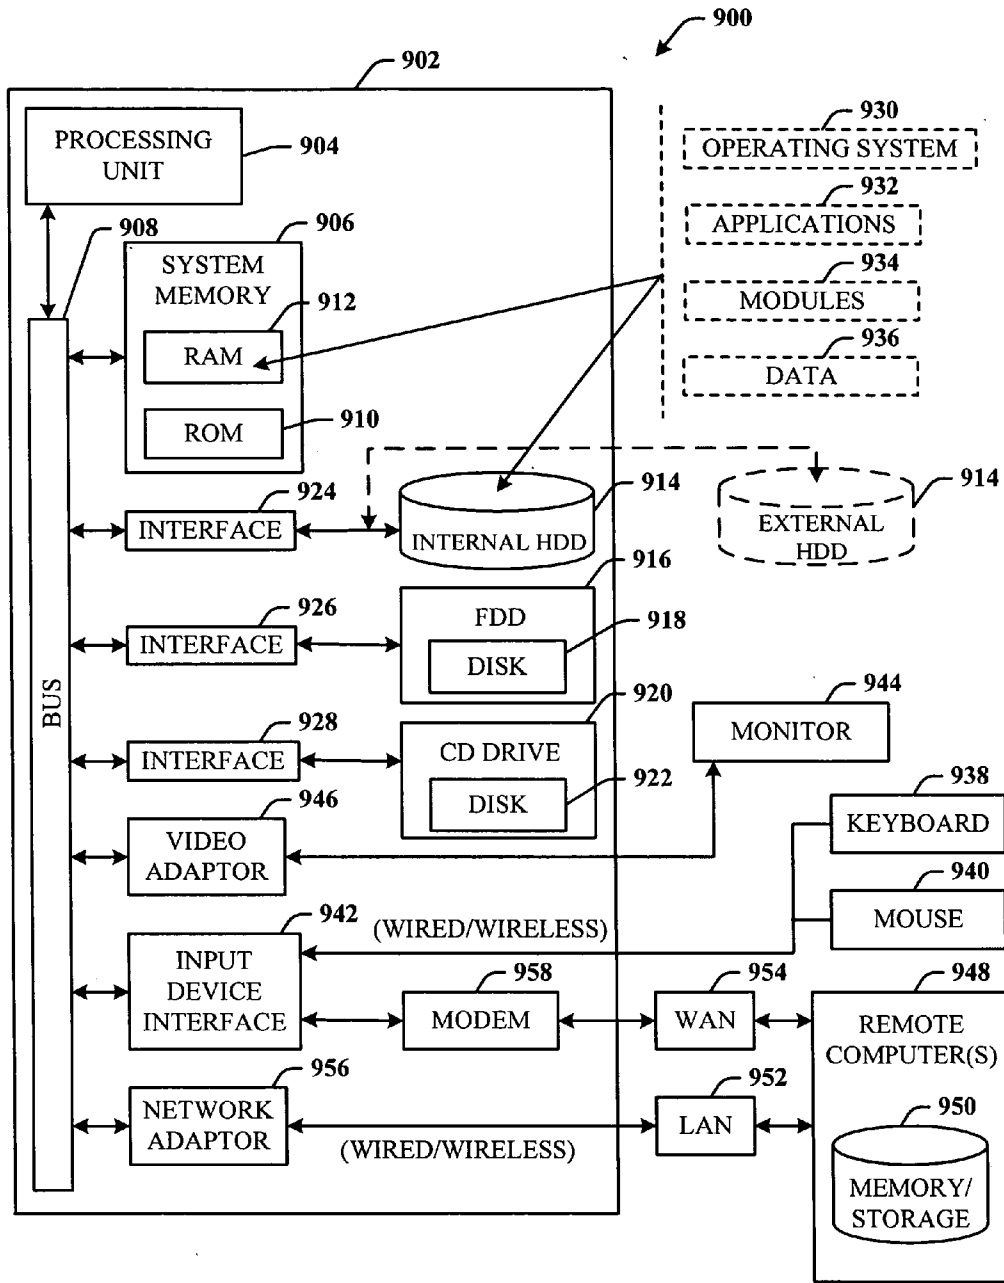 900
902
PROCESSING
UNIT
904
908
906
SYSTEM
MEMORY
912
RAM
910
ROM
930
OPERATING SYSTEM
932
APPLICATIONS
934
MODULES
936
DATA
BUS
924
INTERFACE
914
INTERNAL HDD
914
EXTERNAL
HDD
926
INTERFACE
916
FDD
918
DISK
928
INTERFACE
920
CD DRIVE
922
DISK
944
MONITOR
946
VIDEO
ADAPTOR
938
KEYBOARD
940
MOUSE
942
INPUT
DEVICE
INTERFACE
(WIRED/WIRELESS)
958
MODEM
954
WAN
948
REMOTE
COMPUTER(S)
956
NETWORK
ADAPTOR
(WIRED/WIRELESS)
952
LAN
950
MEMORY/
STORAGE